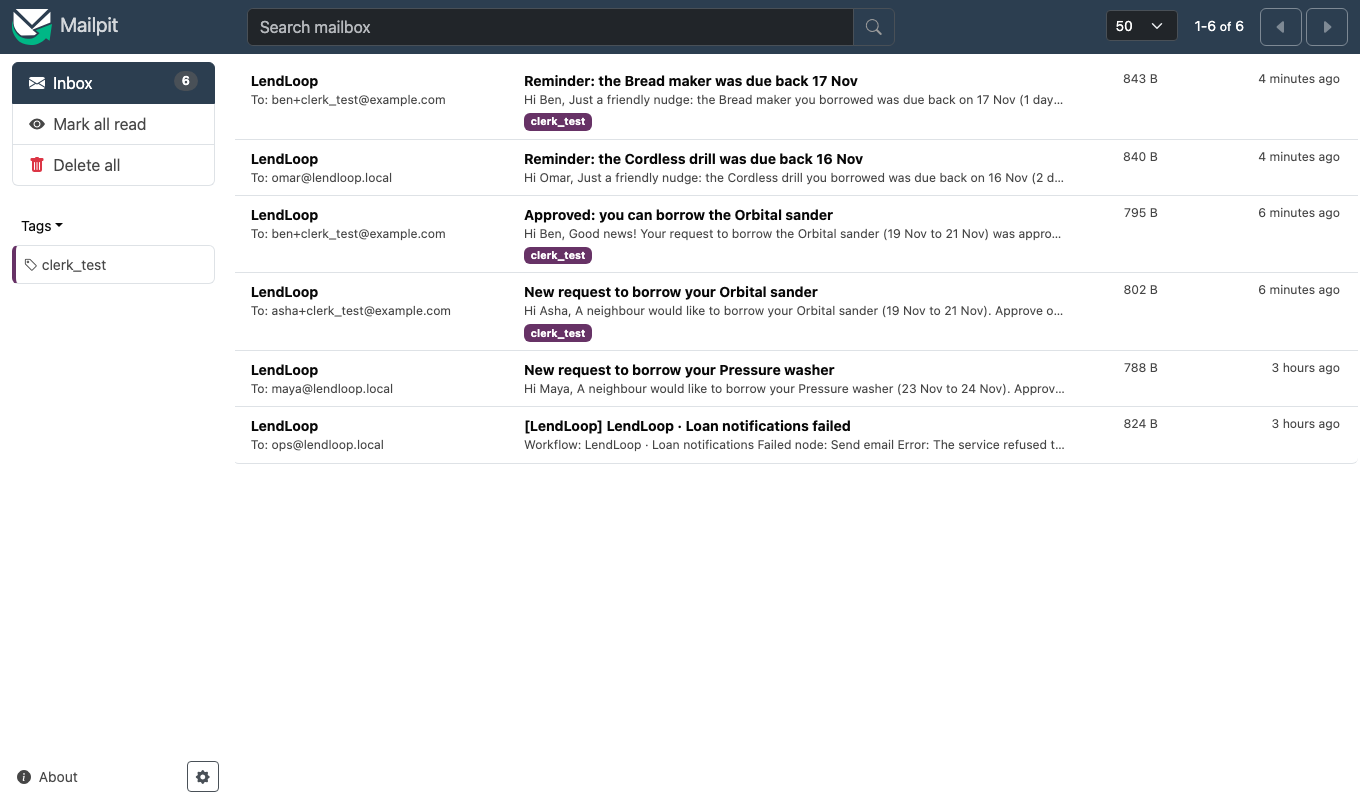 Mailpit
Search mailbox
50
1-6 of 6
Inbox
6
Mark all read
Delete all
Tags
clerk_test
LendLoop
To: ben+clerk_test@example.com
Reminder: the Bread maker was due back 17 Nov
Hi Ben, Just a friendly nudge: the Bread maker you borrowed was due back on 17 Nov (1 day...
clerk_test
843 B
4 minutes ago
LendLoop
To: omar@lendloop.local
Reminder: the Cordless drill was due back 16 Nov
Hi Omar, Just a friendly nudge: the Cordless drill you borrowed was due back on 16 Nov (2 d...
840 B
4 minutes ago
LendLoop
To: ben+clerk_test@example.com
Approved: you can borrow the Orbital sander
Hi Ben, Good news! Your request to borrow the Orbital sander (19 Nov to 21 Nov) was appro...
clerk_test
795 B
6 minutes ago
LendLoop
To: asha+clerk_test@example.com
New request to borrow your Orbital sander
Hi Asha, A neighbour would like to borrow your Orbital sander (19 Nov to 21 Nov). Approve o...
clerk_test
802 B
6 minutes ago
LendLoop
To: maya@lendloop.local
New request to borrow your Pressure washer
Hi Maya, A neighbour would like to borrow your Pressure washer (23 Nov to 24 Nov). Approv...
788 B
3 hours ago
LendLoop
To: ops@lendloop.local
[LendLoop] LendLoop · Loan notifications failed
Workflow: LendLoop · Loan notifications Failed node: Send email Error: The service refused t...
824 B
3 hours ago
About